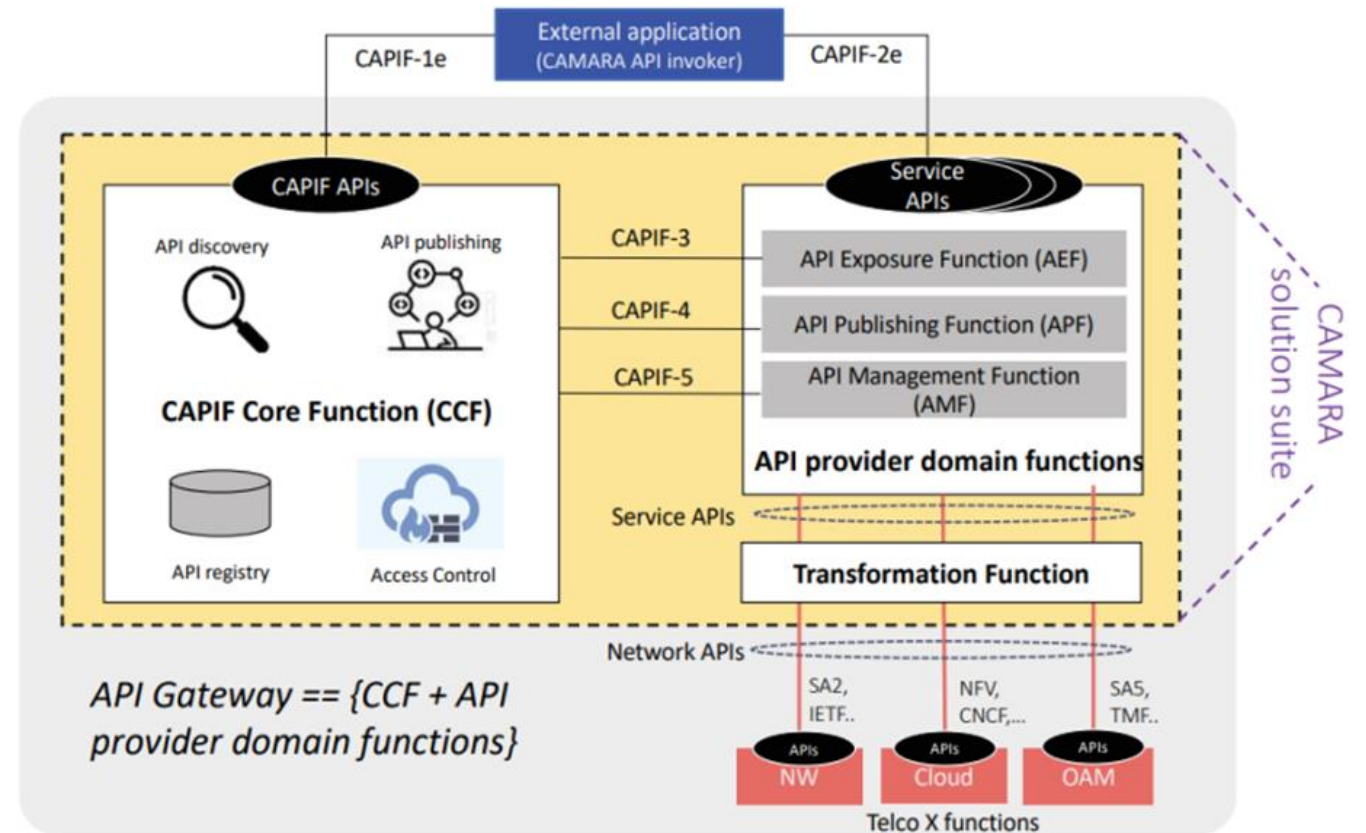 External application
(CAMARA API invoker)
CAPIF-1e
CAPIF-2e
CAPIF APIs
Service
APIs
API discovery
API publishing
CAPIF-3
API Exposure Function (AEF)
CAPIF-4
API Publishing Function (APF)
CAPIF-5
API Management Function
(AMF)
CAPIF Core Function (CCF)
API provider domain functions
API registry
Access Control
Service APIs
Transformation Function
CAMARA
solution suite
Network APIs
API Gateway == {CCF + API
provider domain functions}
SA2,
IETF..
NFV,
CNCF,...
SA5,
TMF..
APIs
NW
APIs
Cloud
APIs
OAM
Telco X functions